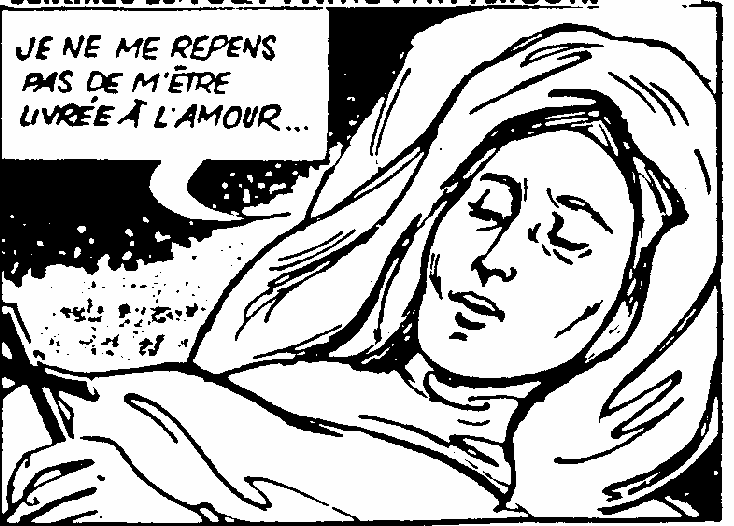 JE NE ME REPENS
PAS DE M'ÊTRE
LIVRÉE À L'AMOUR...